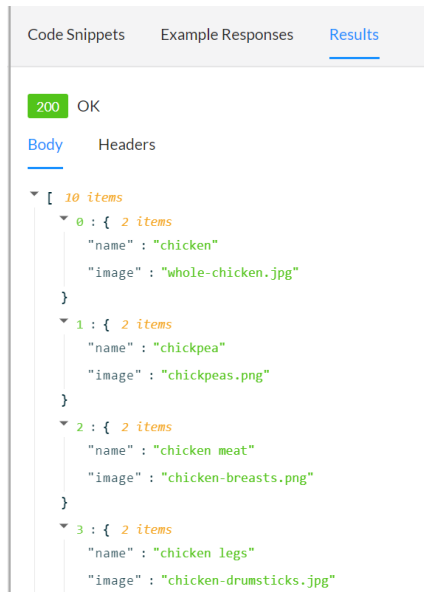 Code Snippets Example Responses Results
200 OK
Body Headers
[ 10 items
0 : { 2 items
"name" : "chicken"
"image" : "whole-chicken.jpg"
}
1 : { 2 items
"name" : "chickpea"
"image" : "chickpeas.png"
}
2 : { 2 items
"name" : "chicken meat"
"image" : "chicken-breasts.png"
}
3 : { 2 items
"name" : "chicken legs"
"image" : "chicken-drumsticks.jpg"